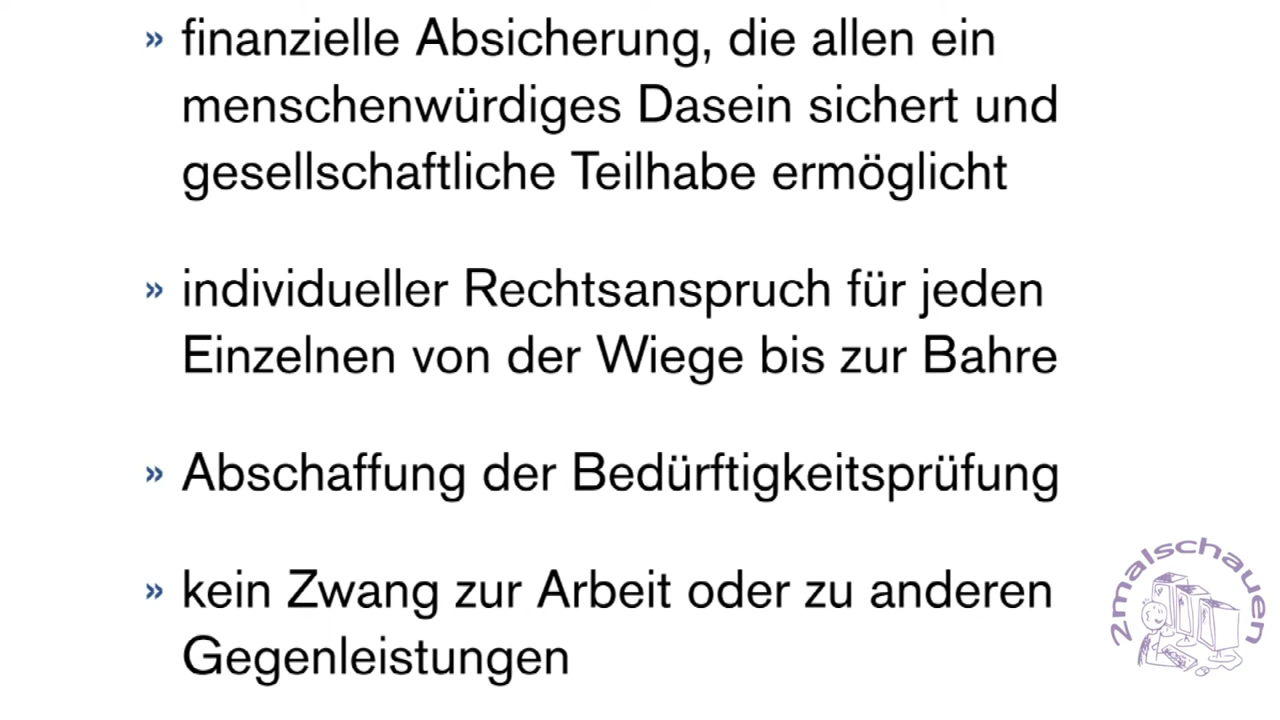 » finanzielle Absicherung, die allen ein
menschenwürdiges Dasein sichert und
gesellschaftliche Teilhabe ermöglicht
» individueller Rechtsanspruch für jeden
Einzelnen von der Wiege bis zur Bahre
» Abschaffung der Bedürftigkeitsprüfung
» kein Zwang zur Arbeit oder zu anderen
Gegenleistungen
2malschauen